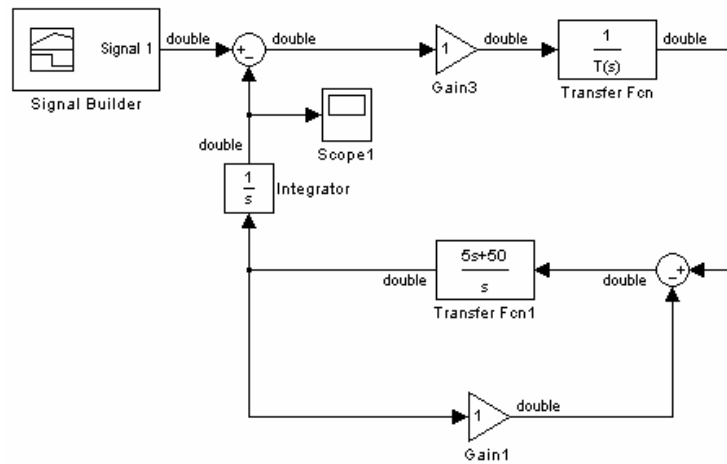 Signal 1
double
+
−
double
1
double
1
T(s)
double
Signal Builder
Gain3
Transfer Fcn
double
Scope1
1
s
Integrator
5s+50
s
double
double
−
+
Transfer Fcn1
1
double
Gain1